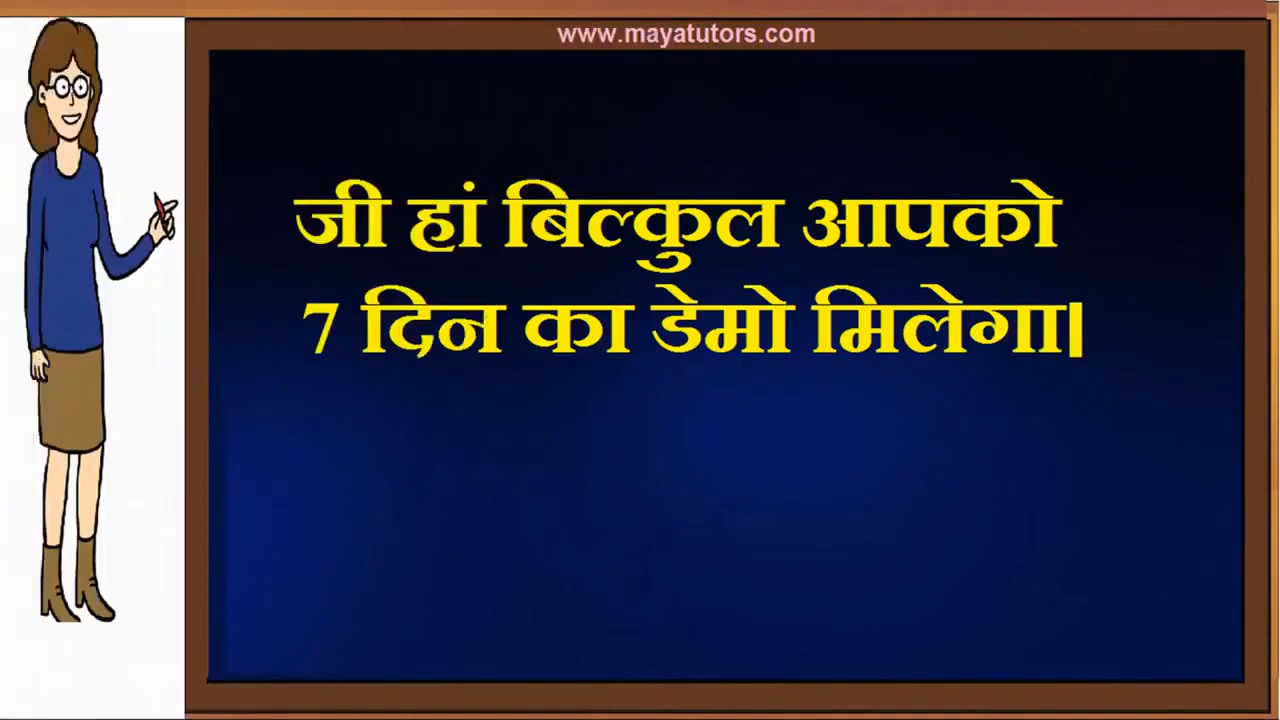 www.mayatutors.com
जी हां बिल्कुल आपको
7 दिन का डेमो मिलेगा।